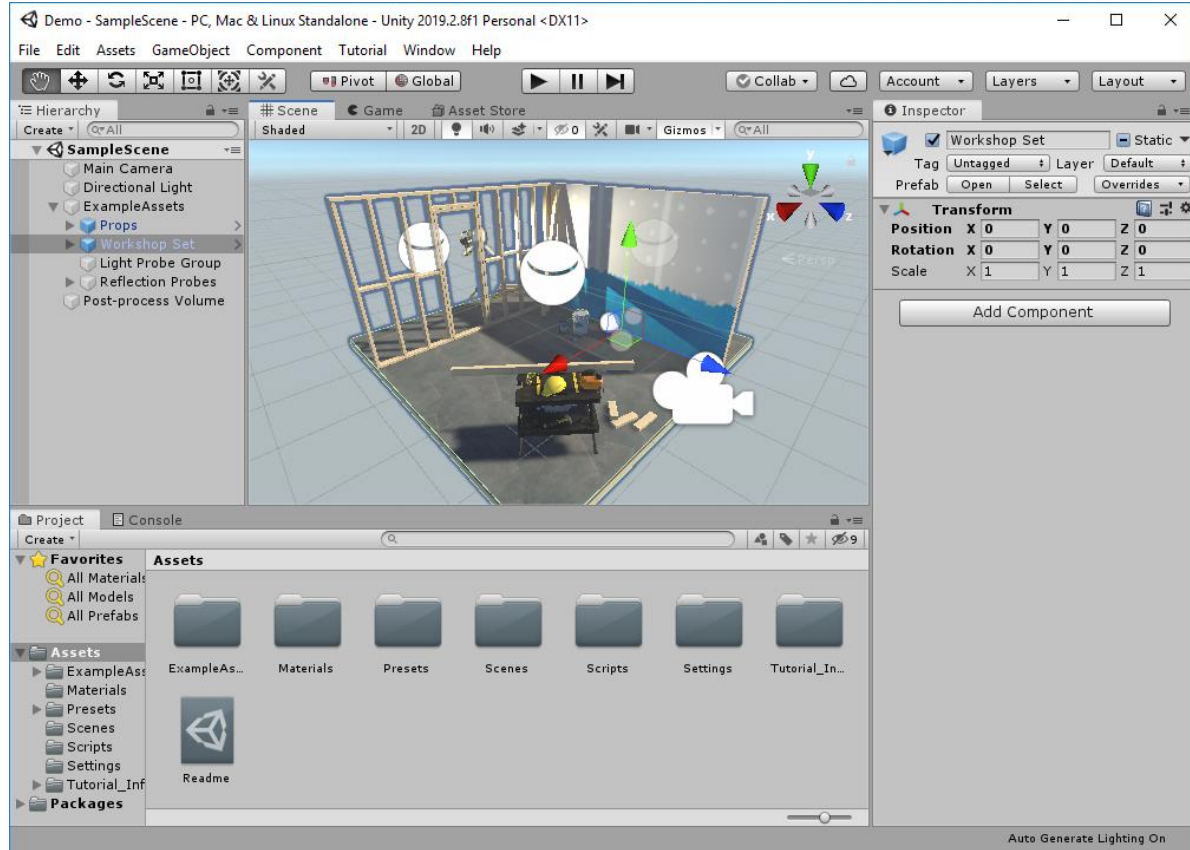 Demo - SampleScene - PC, Mac & Linux Standalone - Unity 2019.2.8f1 Personal <DX11>
File Edit Assets GameObject Component Tutorial Window Help
Pivot Global Collab Account Layers Layout
Hierarchy
Create All
SampleScene
Main Camera
Directional Light
ExampleAssets
Props
Workshop Set
Light Probe Group
Reflection Probes
Post-process Volume
Scene Game Asset Store
Shaded 2D 0 Gizmos All
y
x z
Persp
Inspector
Workshop Set Static
Tag Untagged Layer Default
Prefab Open Select Overrides
Transform
Position X 0 Y 0 Z 0
Rotation X 0 Y 0 Z 0
Scale X 1 Y 1 Z 1
Add Component
Project Console
Create 9
Favorites
All Materials
All Models
All Prefabs
Assets
ExampleAss
Materials
Presets
Scenes
Scripts
Settings
Tutorial_Inf
Packages
Assets
ExampleAs... Materials Presets Scenes Scripts Settings Tutorial_In...
Readme
Auto Generate Lighting On